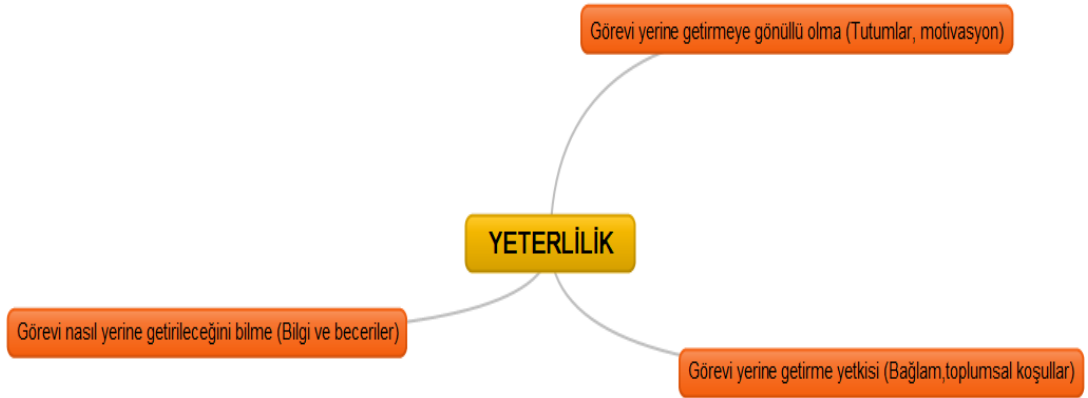 Görevi yerine getirmeye gönüllü olma (Tutumlar, motivasyon)
YETERLİLİK
Görevi nasıl yerine getirileceğini bilme (Bilgi ve beceriler)
Görevi yerine getirme yetkisi (Bağlam,toplumsal koşullar)